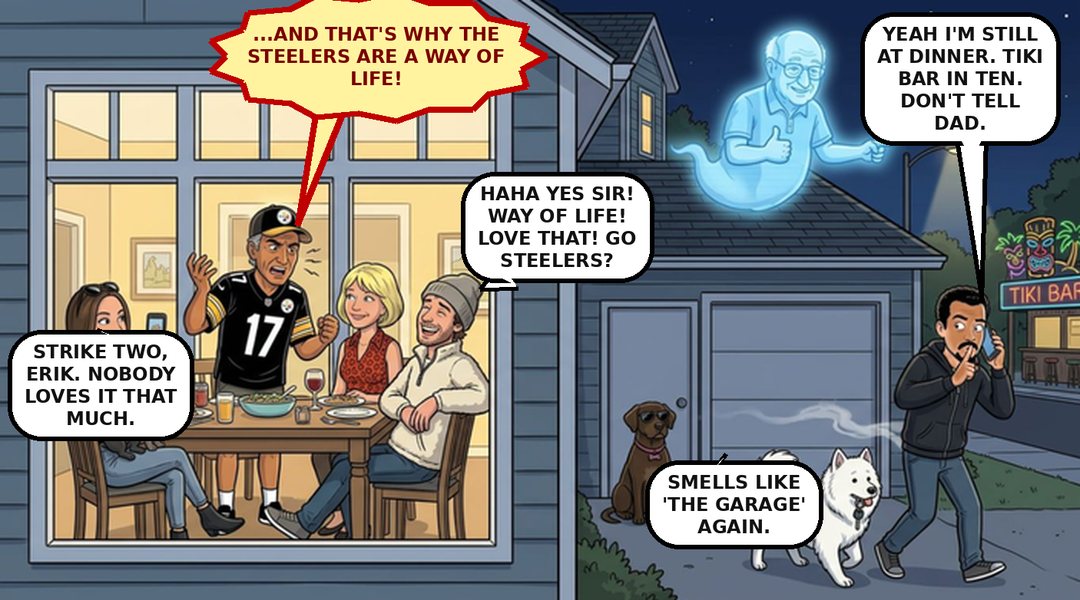 ...AND THAT'S WHY THE
STEELERS ARE A WAY OF
LIFE!
HAHA YES SIR!
WAY OF LIFE!
LOVE THAT! GO
STEELERS?
STRIKE TWO,
ERIK. NOBODY
LOVES IT THAT
MUCH.
17
17
YEAH I'M STILL
AT DINNER. TIKI
BAR IN TEN.
DON'T TELL
DAD.
TIKI BAR
SMELLS LIKE
'THE GARAGE'
AGAIN.